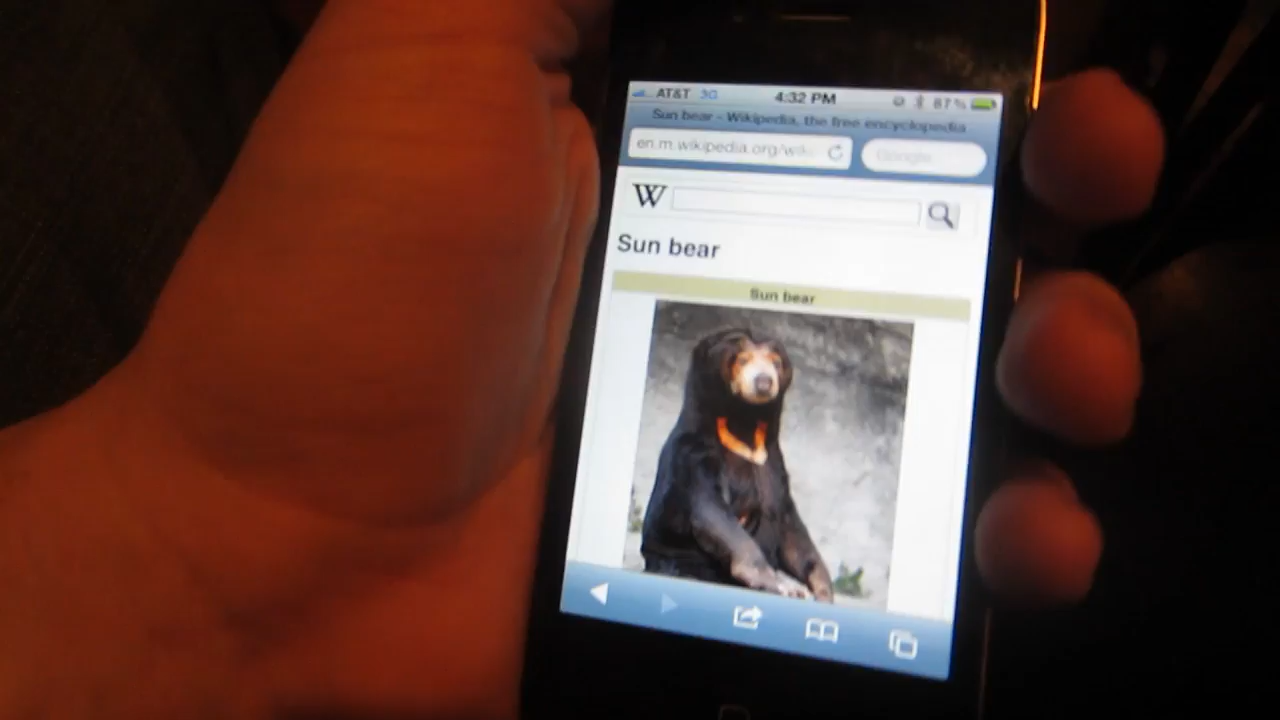 AT&T 3G 4:32 PM 87%
Sun bear - Wikipedia, the free encyclopedia
en.m.wikipedia.org/wiki Google
W
Sun bear
Sun bear